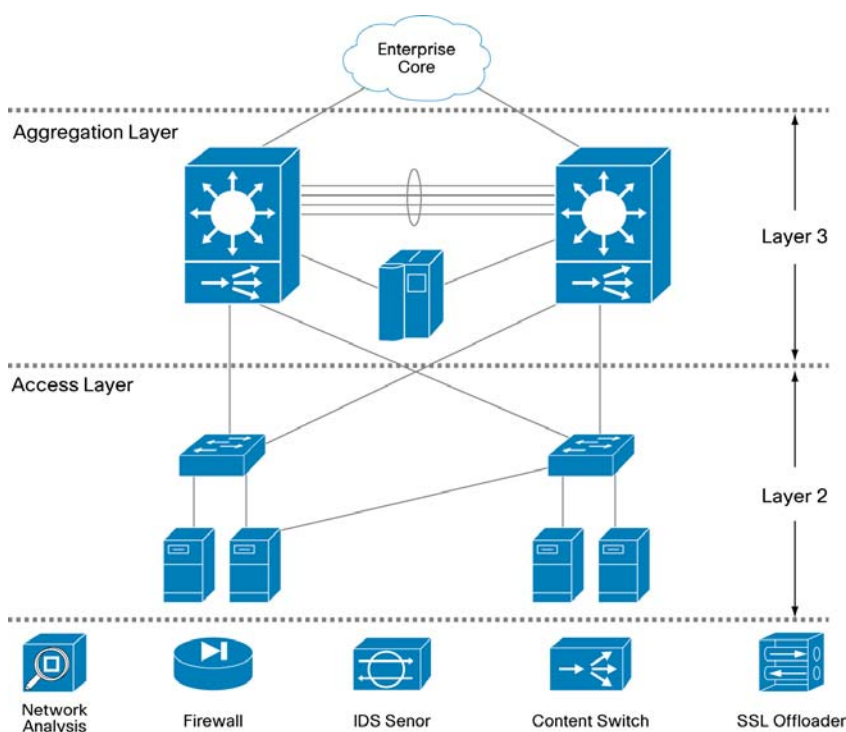 Enterprise
Core
Aggregation Layer
Layer 3
Access Layer
Layer 2
Network
Analysis
Firewall
IDS Senor
Content Switch
SSL Offloader